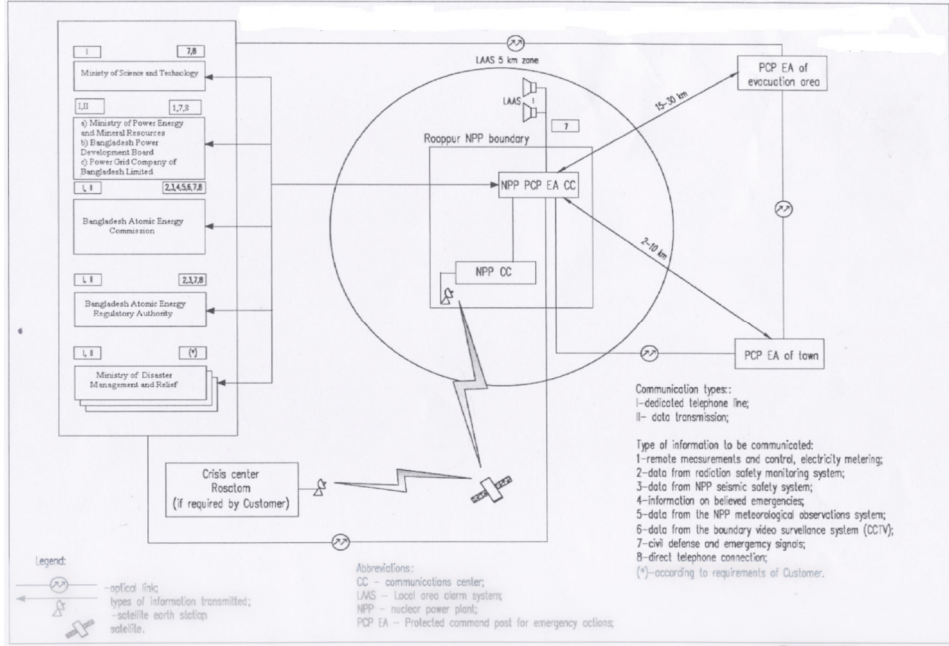 I
7,8
Ministry of Science and Technology
I,II
1,7,8
a) Ministry of Power Energy
and Mineral Resources
b) Bangladesh Power
Development Board
c) Power Grid Company of
Bangladesh Limited
I, II
2,3,4,5,6,7,8
Bangladesh Atomic Energy
Commission
I, II
2,3,7,8
Bangladesh Atomic Energy
Regulatory Authority
I, II
(*)
Ministry of Disaster
Management and Relief
Crisis center
Rosatom
(if required by Customer)
LAAS 5 km zone
LAAS
7
Rooppur NPP boundary
NPP PCP EA CC
NPP CC
15-30 km
PCP EA of
evacuation area
2-10 km
PCP EA of town
Communication types::
I-dedicated telephone line;
II- data transmission;
Type of information to be communicated:
1-remote measurements and control, electricity metering;
2-data from radiation safety monitoring system;
3-data from NPP seismic safety system;
4-information on believed emergencies;
5-data from the NPP meteorological observations system;
6-data from the boundary video survaillance system (CCTV);
7-civil defense and emergency signals;
8-direct telephone connection;
(*)-according to requirements of Customer.
Legend:
-optical link;
types of information transmitted;
-satellite earth station
satellite.
Abbreviations:
CC - communications center;
LAAS - Local area alarm system;
NPP - nuclear power plant;
PCP EA - Protected command post for emergency actions;